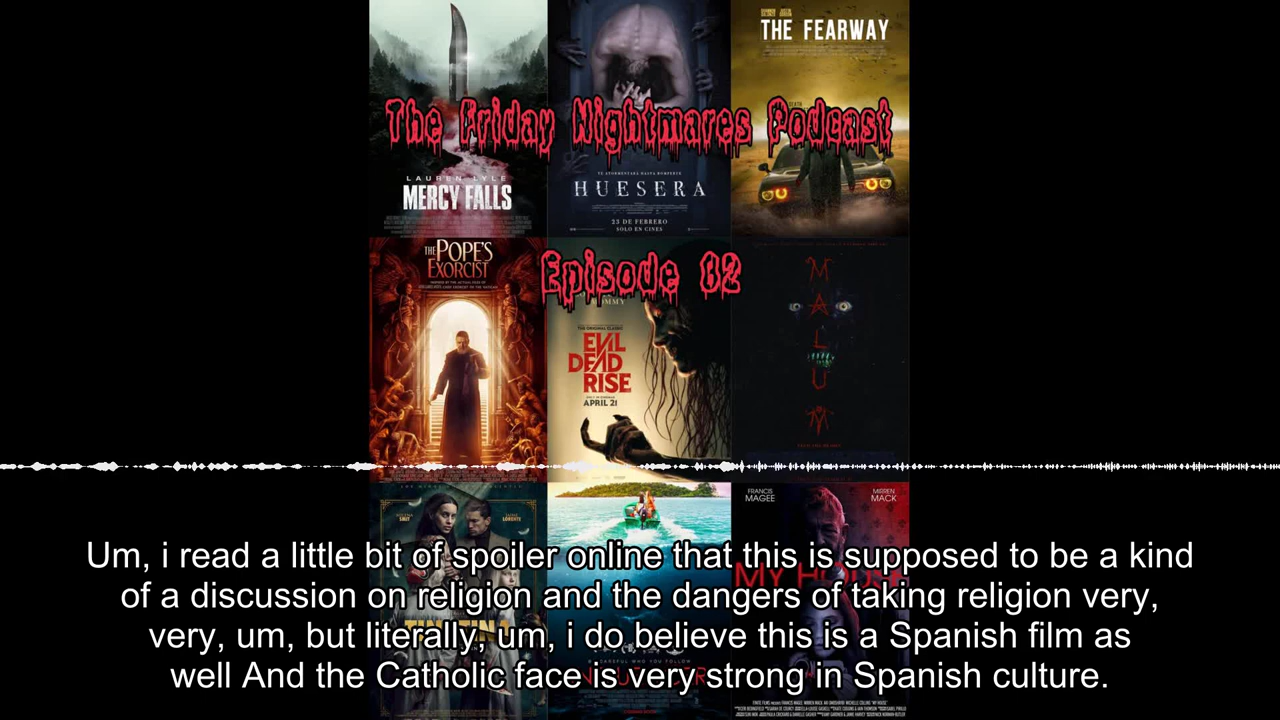 THE FEARWAY
The Friday Nightmares Podcast
LAUREN LYLE
MERCY FALLS
HUESERA
23 DE FEBRERO
SOLO EN CINES
THE POPE'S
EXORCIST
Episode 82
EVIL
DEAD
RISE
APRIL 21
MALUM
FRANCIS
MAGEE
MIRREN
MACK
Um, i read a little bit of spoiler online that this is supposed to be a kind
of a discussion on religion and the dangers of taking religion very,
very, um, but literally, um, i do believe this is a Spanish film as
well And the Catholic face is very strong in Spanish culture.